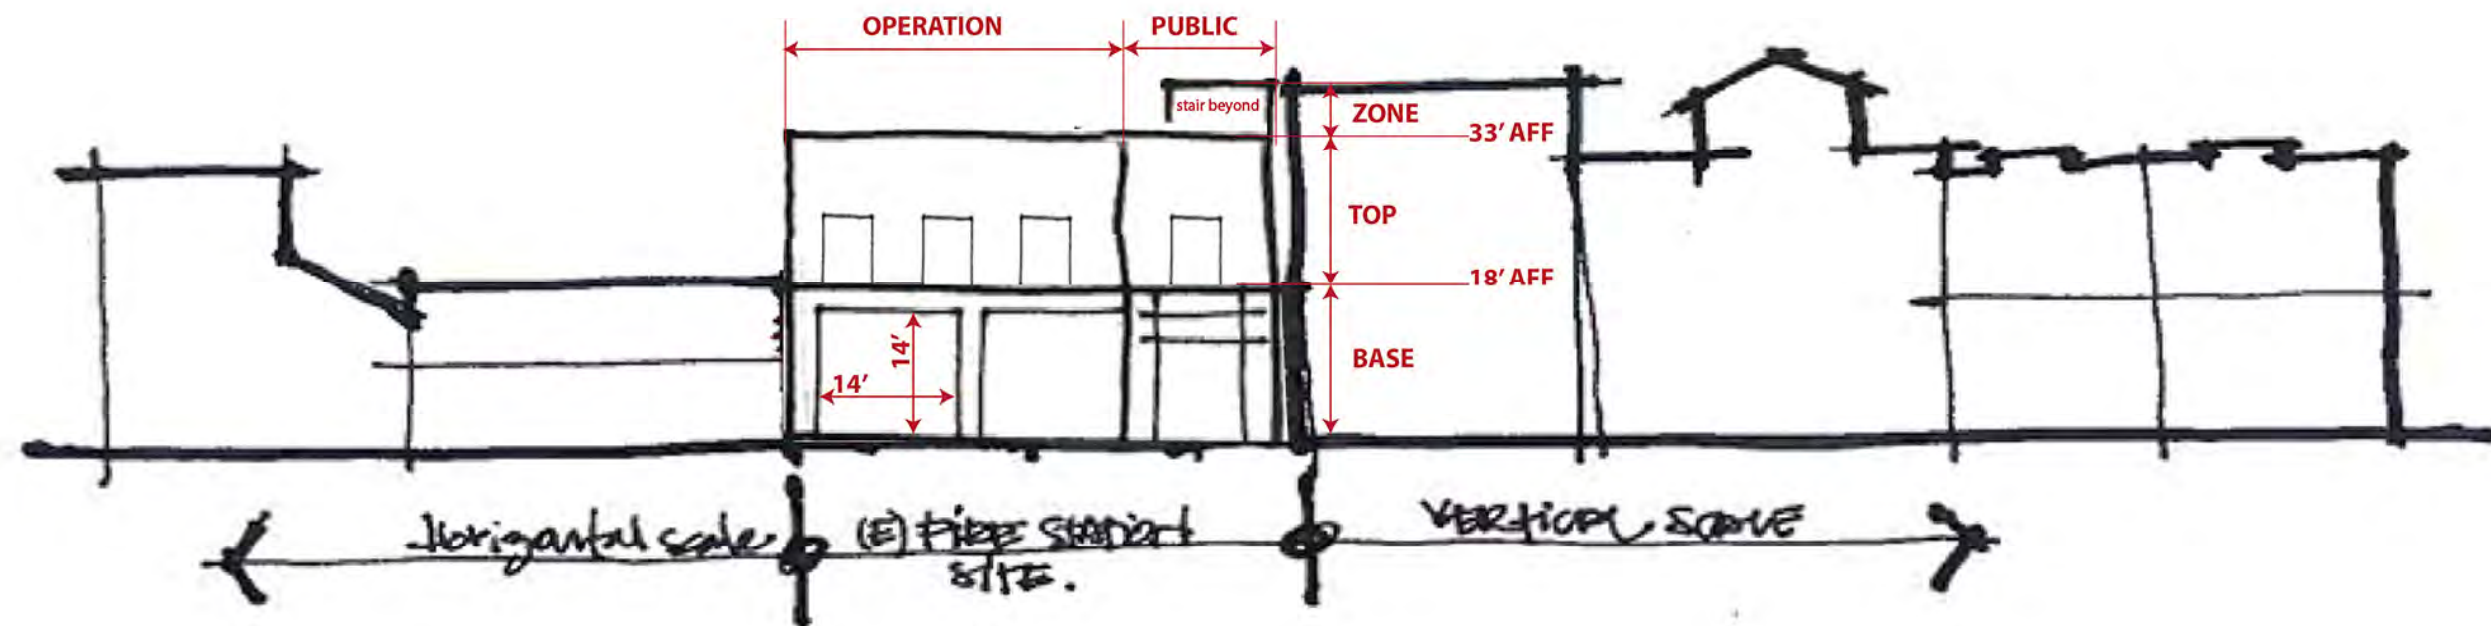 OPERATION
PUBLIC
stair beyond
ZONE
33' AFF
TOP
18' AFF
14'
14'
BASE
Horizantal scale
(E) FIRE STATION
SITE.
VERTICAL SCALE